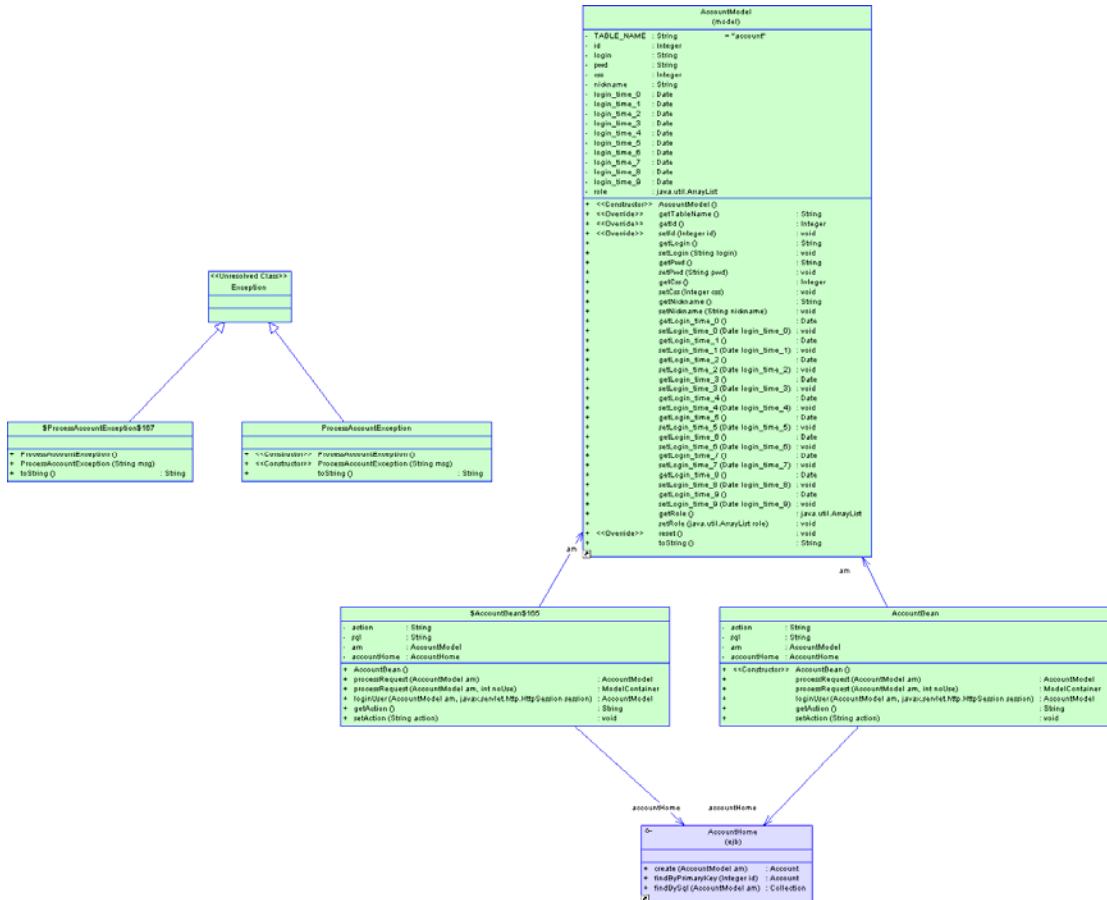 AccountModel
(model)
- TABLE_NAME : String = "account"
- id : Integer
- login : String
- pwd : String
- css : Integer
- nickname : String
- login_time_0 : Date
- login_time_1 : Date
- login_time_2 : Date
- login_time_3 : Date
- login_time_4 : Date
- login_time_5 : Date
- login_time_6 : Date
- login_time_7 : Date
- login_time_8 : Date
- login_time_9 : Date
- role : java.util.ArrayList
+ <<Constructor>> AccountModel ()
+ <<Override>> getTableName () : String
+ <<Override>> getId () : Integer
+ <<Override>> setId (Integer id) : void
+ getLogin () : String
+ setLogin (String login) : void
+ getPwd () : String
+ setPwd (String pwd) : void
+ getCss () : Integer
+ setCss (Integer css) : void
+ getNickname () : String
+ setNickname (String nickname) : void
+ getLogin_time_0 () : Date
+ setLogin_time_0 (Date login_time_0) : void
+ getLogin_time_1 () : Date
+ setLogin_time_1 (Date login_time_1) : void
+ getLogin_time_2 () : Date
+ setLogin_time_2 (Date login_time_2) : void
+ getLogin_time_3 () : Date
+ setLogin_time_3 (Date login_time_3) : void
+ getLogin_time_4 () : Date
+ setLogin_time_4 (Date login_time_4) : void
+ getLogin_time_5 () : Date
+ setLogin_time_5 (Date login_time_5) : void
+ getLogin_time_6 () : Date
+ setLogin_time_6 (Date login_time_6) : void
+ getLogin_time_7 () : Date
+ setLogin_time_7 (Date login_time_7) : void
+ getLogin_time_8 () : Date
+ setLogin_time_8 (Date login_time_8) : void
+ getLogin_time_9 () : Date
+ setLogin_time_9 (Date login_time_9) : void
+ getRole () : java.util.ArrayList
+ setRole (java.util.ArrayList role) : void
+ <<Override>> reset () : void
+ toString () : String
<<Unresolved Class>>
Exception
$ProcessAccountException$167
+ ProcessAccountException ()
+ ProcessAccountException (String msg)
+ toString () : String
ProcessAccountException
+ <<Constructor>> ProcessAccountException ()
+ <<Constructor>> ProcessAccountException (String msg)
+ toString () : String
am
am
$AccountBean$165
- action : String
- sql : String
- am : AccountModel
- accountHome : AccountHome
+ AccountBean ()
+ processRequest (AccountModel am) : AccountModel
+ processRequest (AccountModel am, int noUse) : ModelContainer
+ loginUser (AccountModel am, javax.servlet.http.HttpSession session) : AccountModel
+ getAction () : String
+ setAction (String action) : void
AccountBean
- action : String
- sql : String
- am : AccountModel
- accountHome : AccountHome
+ <<Constructor>> AccountBean ()
+ processRequest (AccountModel am) : AccountModel
+ processRequest (AccountModel am, int noUse) : ModelContainer
+ loginUser (AccountModel am, javax.servlet.http.HttpSession session) : AccountModel
+ getAction () : String
+ setAction (String action) : void
accountHome
accountHome
AccountHome
(ejb)
+ create (AccountModel am) : Account
+ findByPrimaryKey (Integer id) : Account
+ findBySql (AccountModel am) : Collection